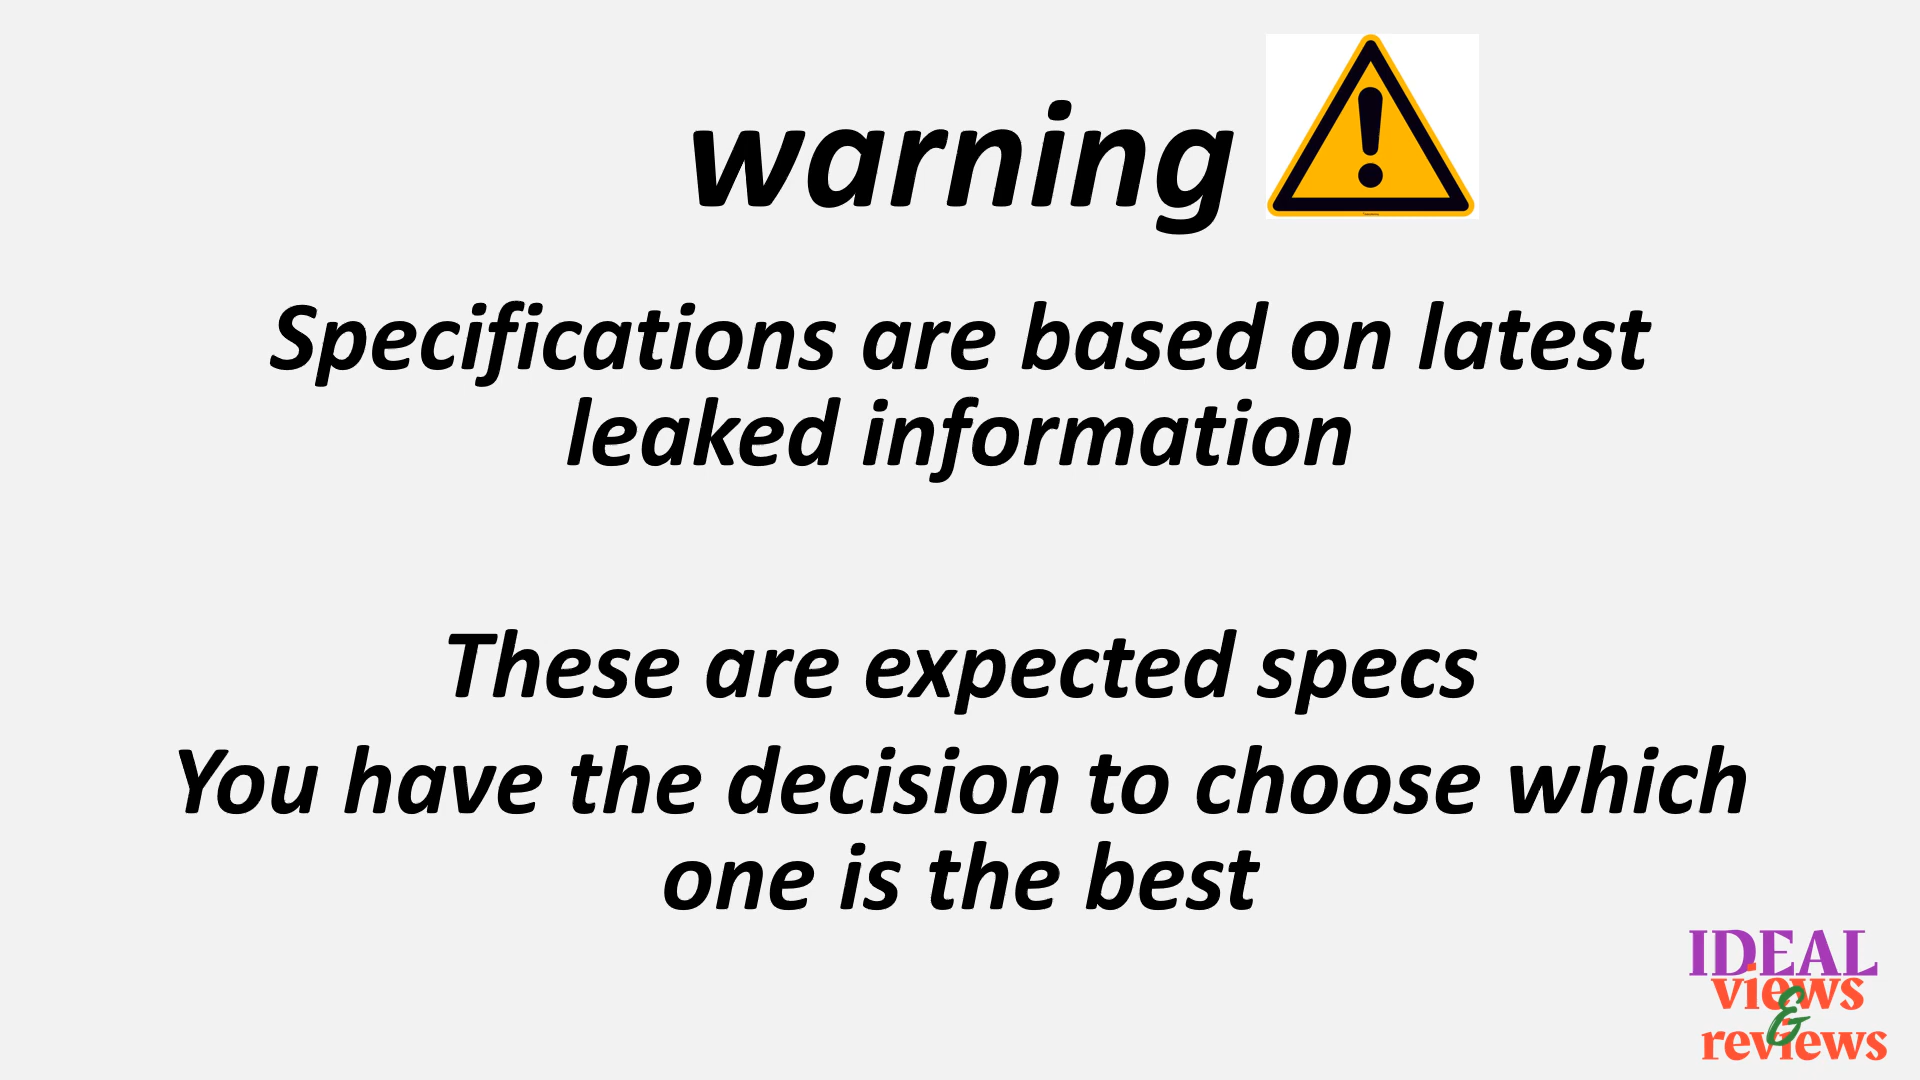 warning
Specifications are based on latest
leaked information
These are expected specs
You have the decision to choose which
one is the best
IDEAL
views
&
reviews